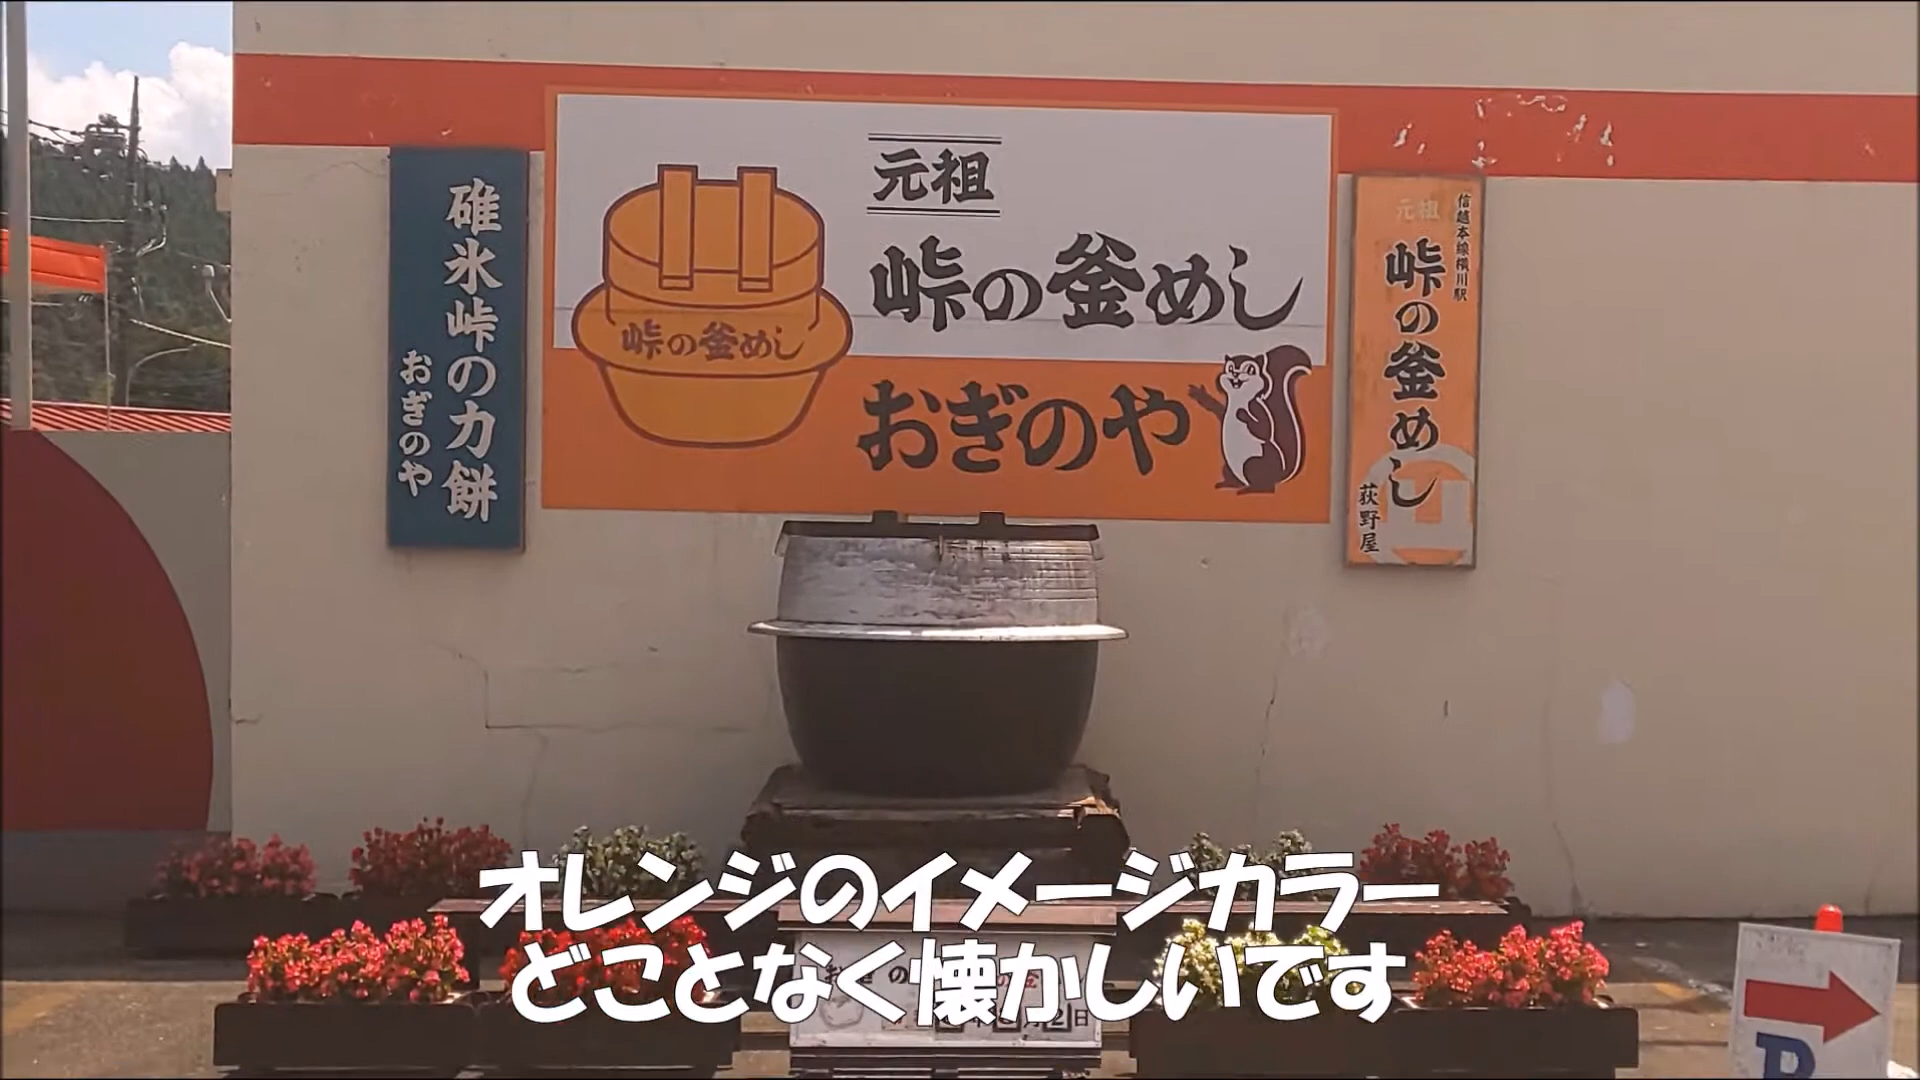 碓氷峠の力餅
おぎのや
元祖
峠の釜めし
おぎのや
峠の釜めし
信越本線横川駅
元祖
峠の釜めし
荻野屋
オレンジのイメージカラー
どことなく懐かしいです
P